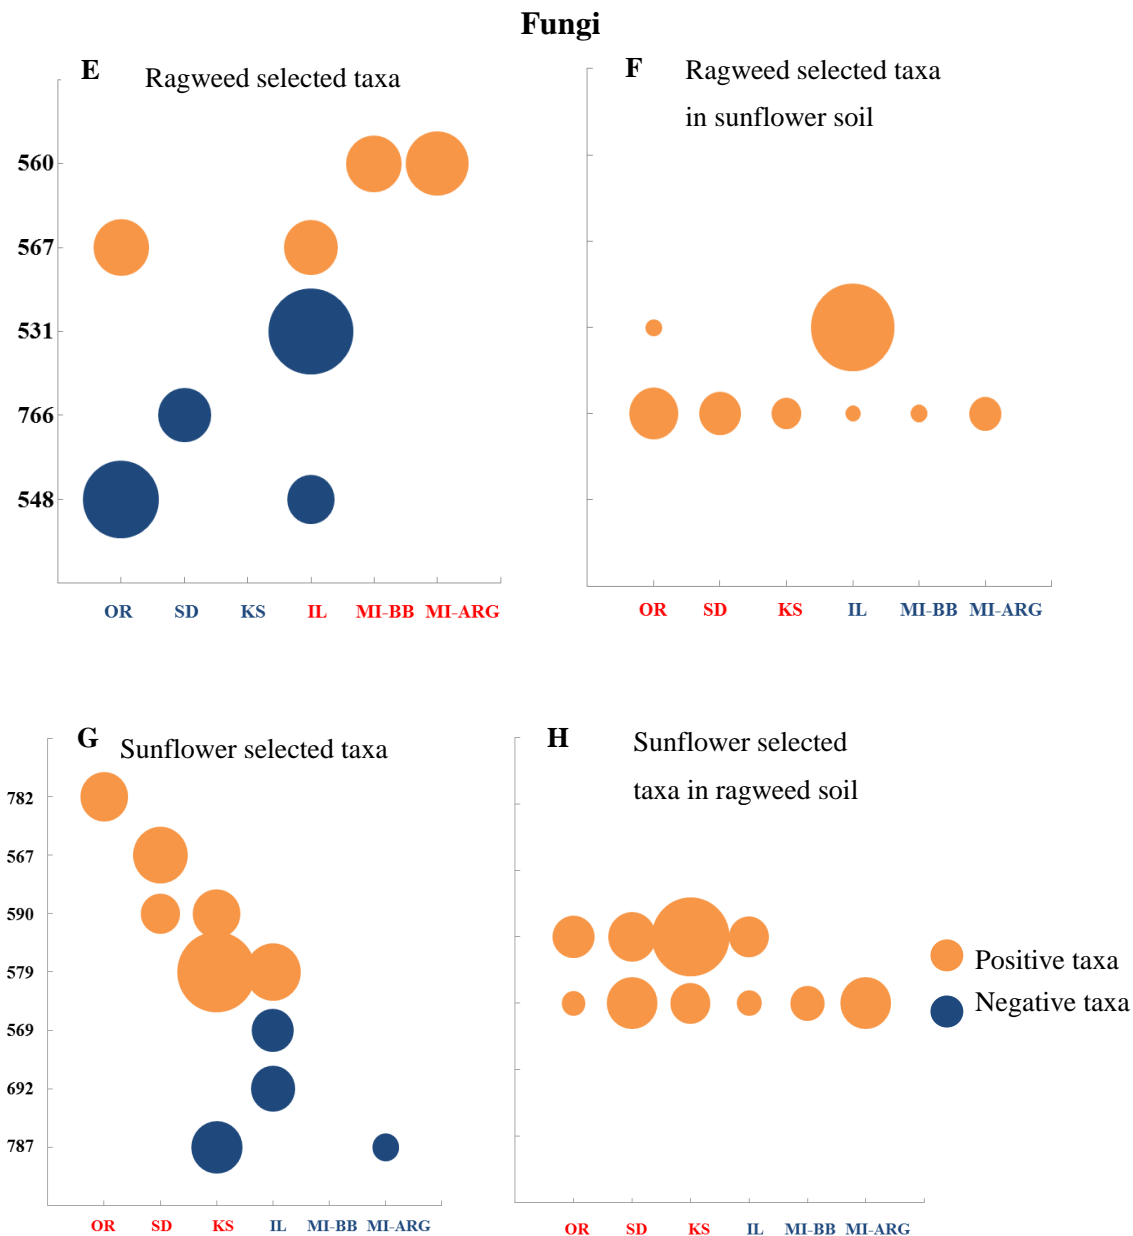 Fungi
E
Ragweed selected taxa
560
567
531
766
548
OR SD KS IL MI-BB MI-ARG
F
Ragweed selected taxa
in sunflower soil
OR SD KS IL MI-BB MI-ARG
G
Sunflower selected taxa
782
567
590
579
569
692
787
OR SD KS IL MI-BB MI-ARG
H
Sunflower selected
taxa in ragweed soil
OR SD KS IL MI-BB MI-ARG
Positive taxa
Negative taxa